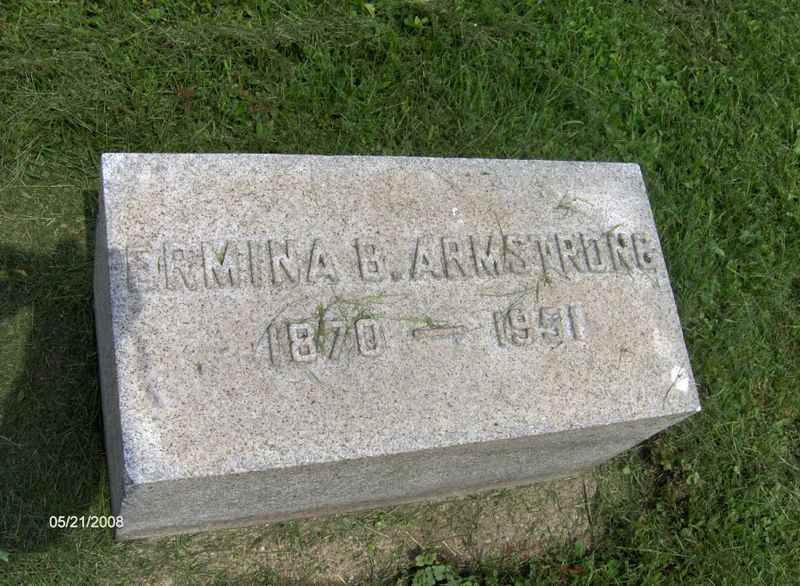 ERMINA B. ARMSTRONG
1870 — 1951
05/21/2008